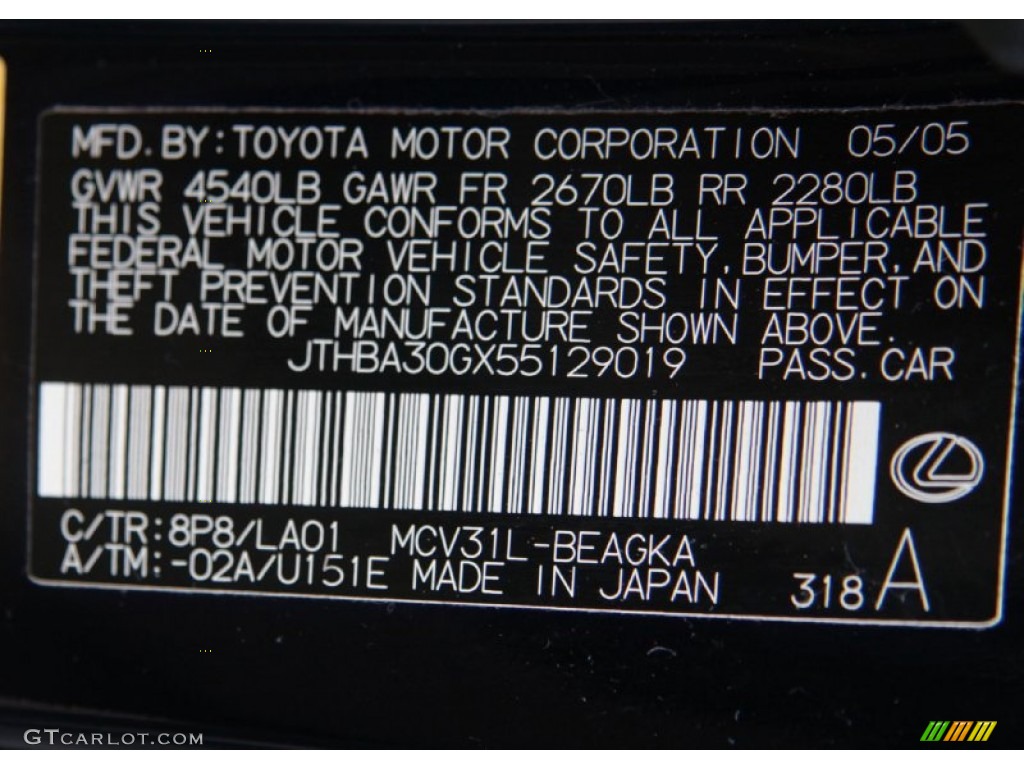 MFD. BY: TOYOTA MOTOR CORPORATION 05/05
GVWR 4540LB GAWR FR 2670LB RR 2280LB
THIS VEHICLE CONFORMS TO ALL APPLICABLE
FEDERAL MOTOR VEHICLE SAFETY, BUMPER, AND
THEFT PREVENTION STANDARDS IN EFFECT ON
THE DATE OF MANUFACTURE SHOWN ABOVE.
JTHBA30GX55129019 PASS. CAR
C/TR: 8P8/LA01 MCV31L-BEAGKA
A/TM: -02A/U151E MADE IN JAPAN 318 A
GTCARLOT.COM